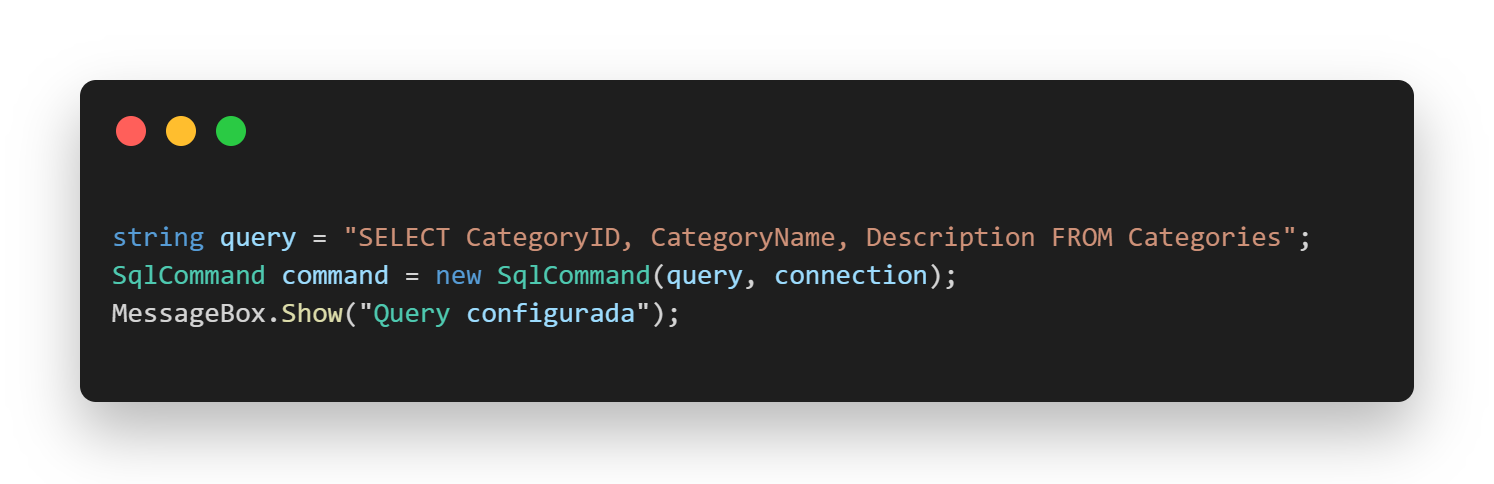 string query = "SELECT CategoryID, CategoryName, Description FROM Categories";
SqlCommand command = new SqlCommand(query, connection);
MessageBox.Show("Query configurada");